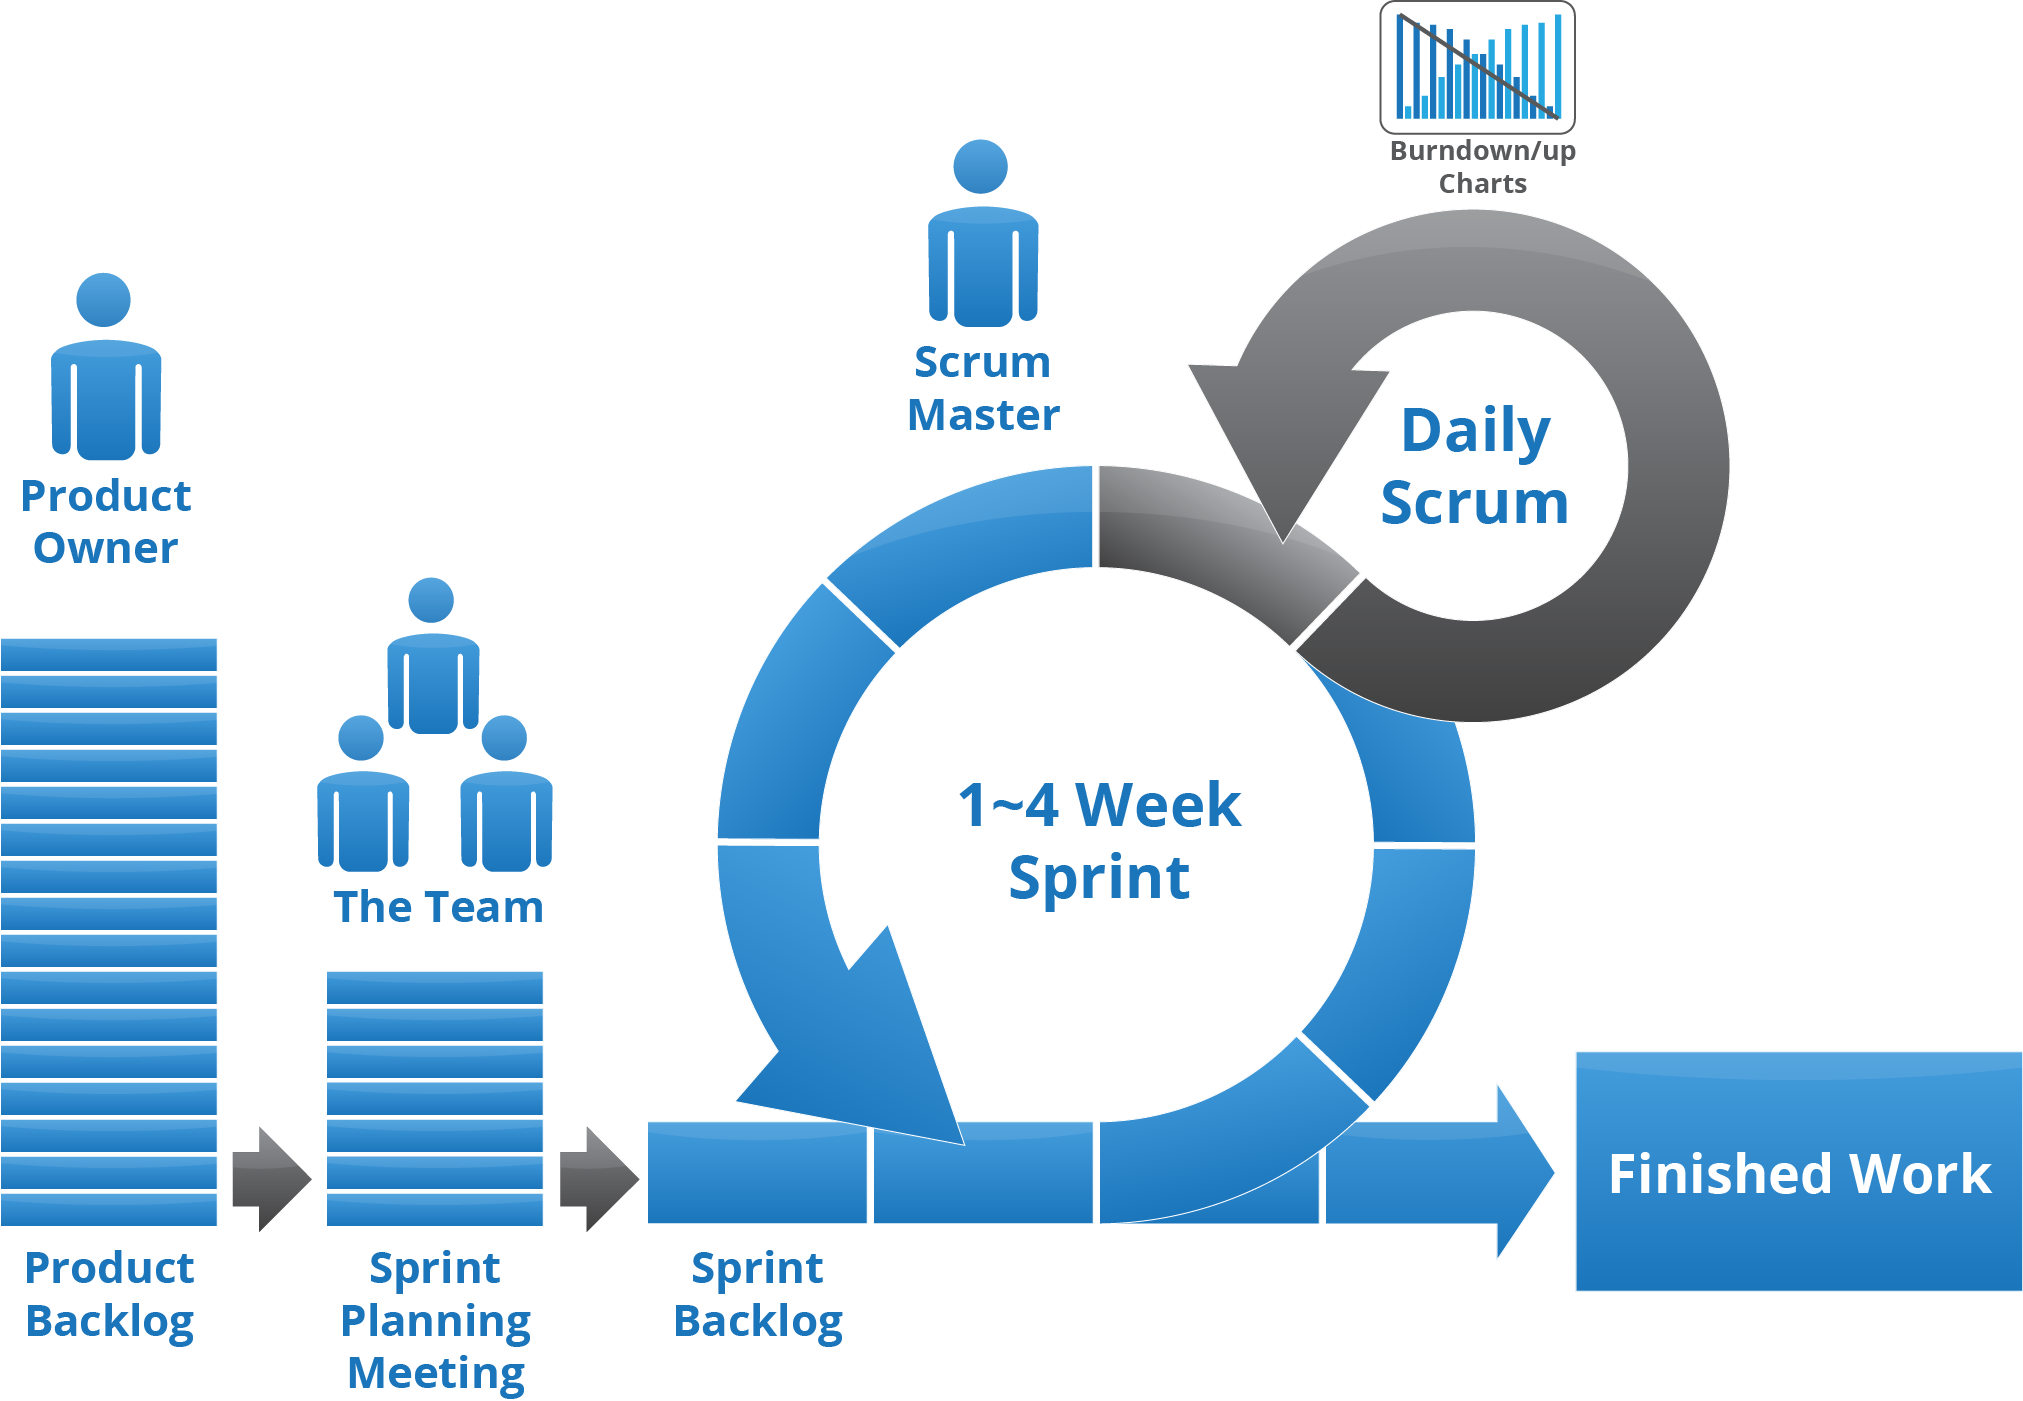 Burndown/up
Charts
Scrum
Master
Daily
Scrum
Product
Owner
1~4 Week
Sprint
The Team
Finished Work
Product
Backlog
Sprint
Planning
Meeting
Sprint
Backlog